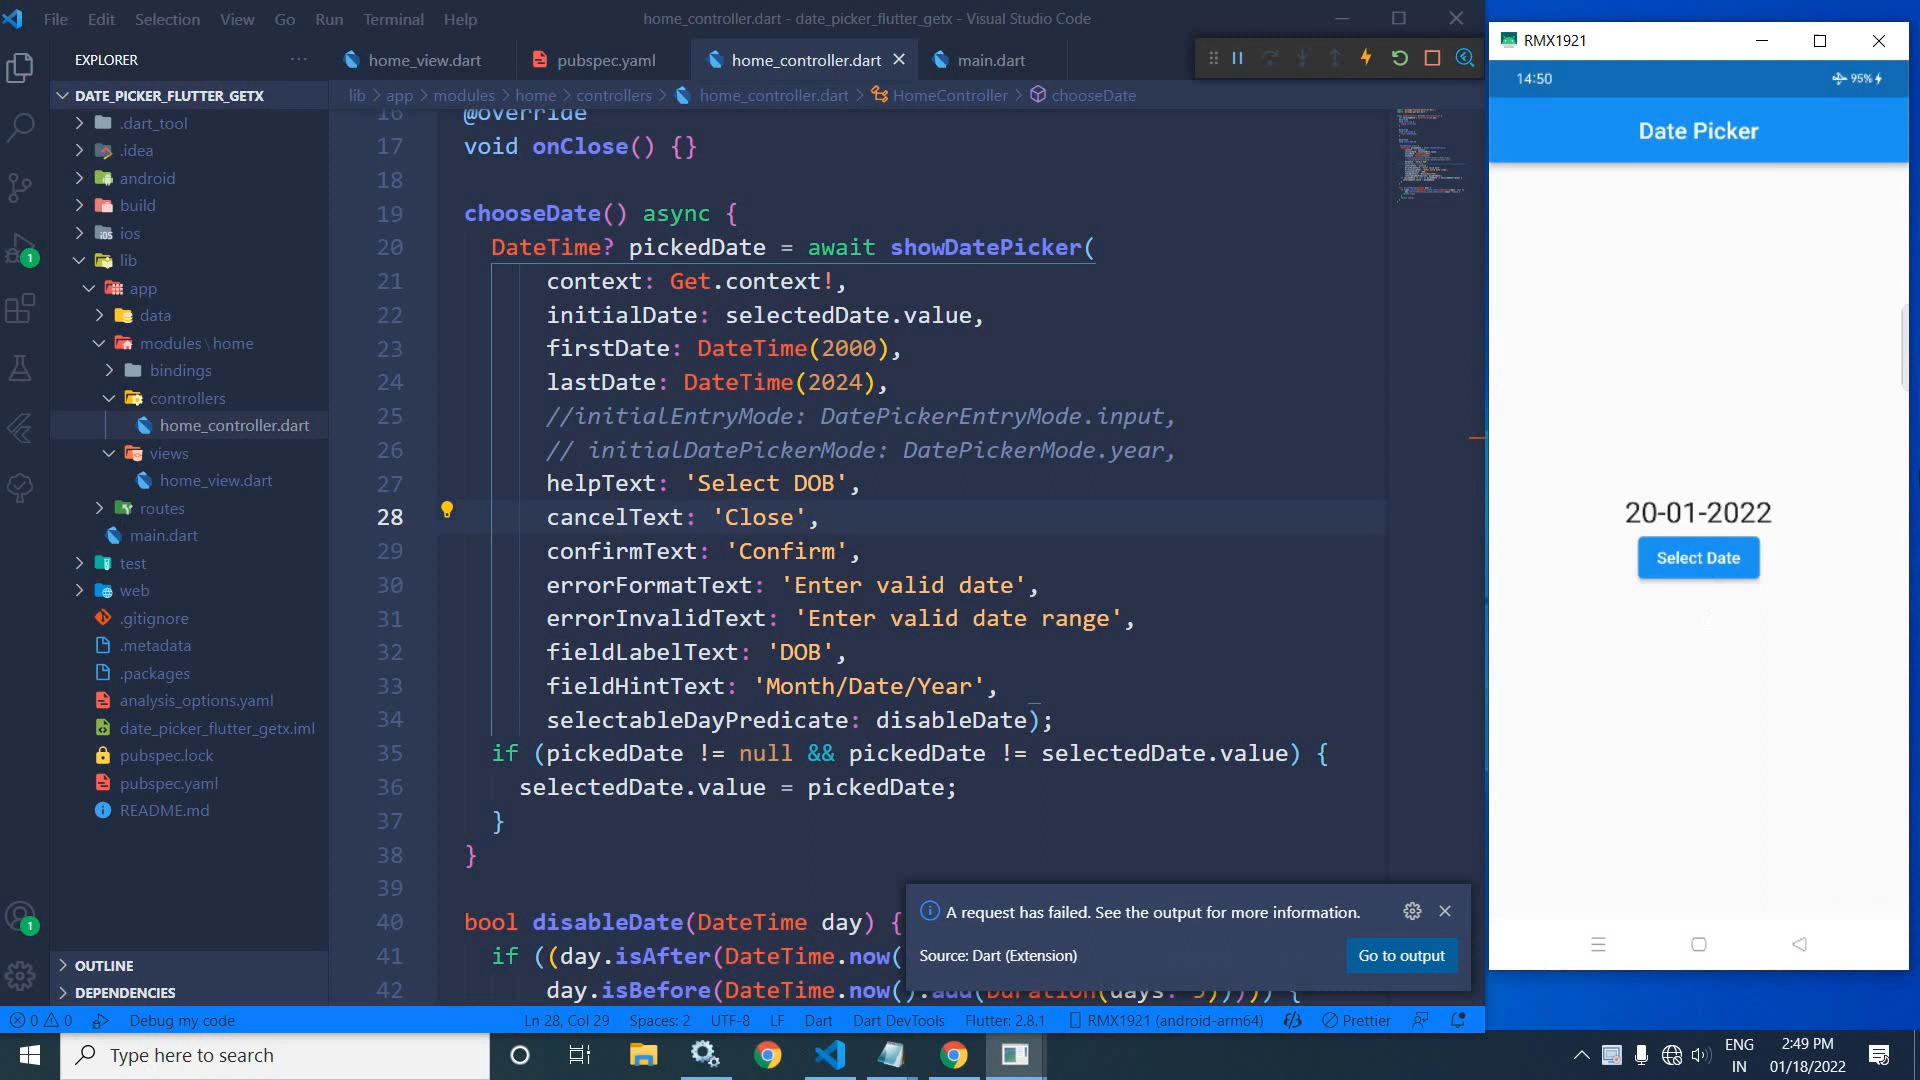 File Edit Selection View Go Run Terminal Help
home_controller.dart - date_picker_flutter_getx - Visual Studio Code
EXPLORER
DATE_PICKER_FLUTTER_GETX
.dart_tool
.idea
android
build
ios
lib
app
data
modules \ home
bindings
controllers
home_controller.dart
views
home_view.dart
routes
main.dart
test
web
.gitignore
.metadata
.packages
analysis_options.yaml
date_picker_flutter_getx.iml
pubspec.lock
pubspec.yaml
README.md
OUTLINE
DEPENDENCIES
1
1
home_view.dart pubspec.yaml home_controller.dart main.dart
lib > app > modules > home > controllers > home_controller.dart > HomeController > chooseDate
16 @override
17 void onClose() {}
18
19 chooseDate() async {
20 DateTime? pickedDate = await showDatePicker(
21 context: Get.context!,
22 initialDate: selectedDate.value,
23 firstDate: DateTime(2000),
24 lastDate: DateTime(2024),
25 //initialEntryMode: DatePickerEntryMode.input,
26 // initialDatePickerMode: DatePickerMode.year,
27 helpText: 'Select DOB',
28 cancelText: 'Close',
29 confirmText: 'Confirm',
30 errorFormatText: 'Enter valid date',
31 errorInvalidText: 'Enter valid date range',
32 fieldLabelText: 'DOB',
33 fieldHintText: 'Month/Date/Year',
34 selectableDayPredicate: disableDate);
35 if (pickedDate != null && pickedDate != selectedDate.value) {
36 selectedDate.value = pickedDate;
37 }
38 }
39
40 bool disableDate(DateTime day) {
41 if ((day.isAfter(DateTime.now(
42 day.isBefore(DateTime.now().add(Duration(days: 5))))) {
A request has failed. See the output for more information.
Source: Dart (Extension)
Go to output
0 0 Debug my code Ln 28, Col 29 Spaces: 2 UTF-8 LF Dart Dart DevTools Flutter: 2.8.1 RMX1921 (android-arm64) Prettier
RMX1921
14:50 95%
Date Picker
20-01-2022
Select Date
Type here to search
ENG
IN
2:49 PM
01/18/2022